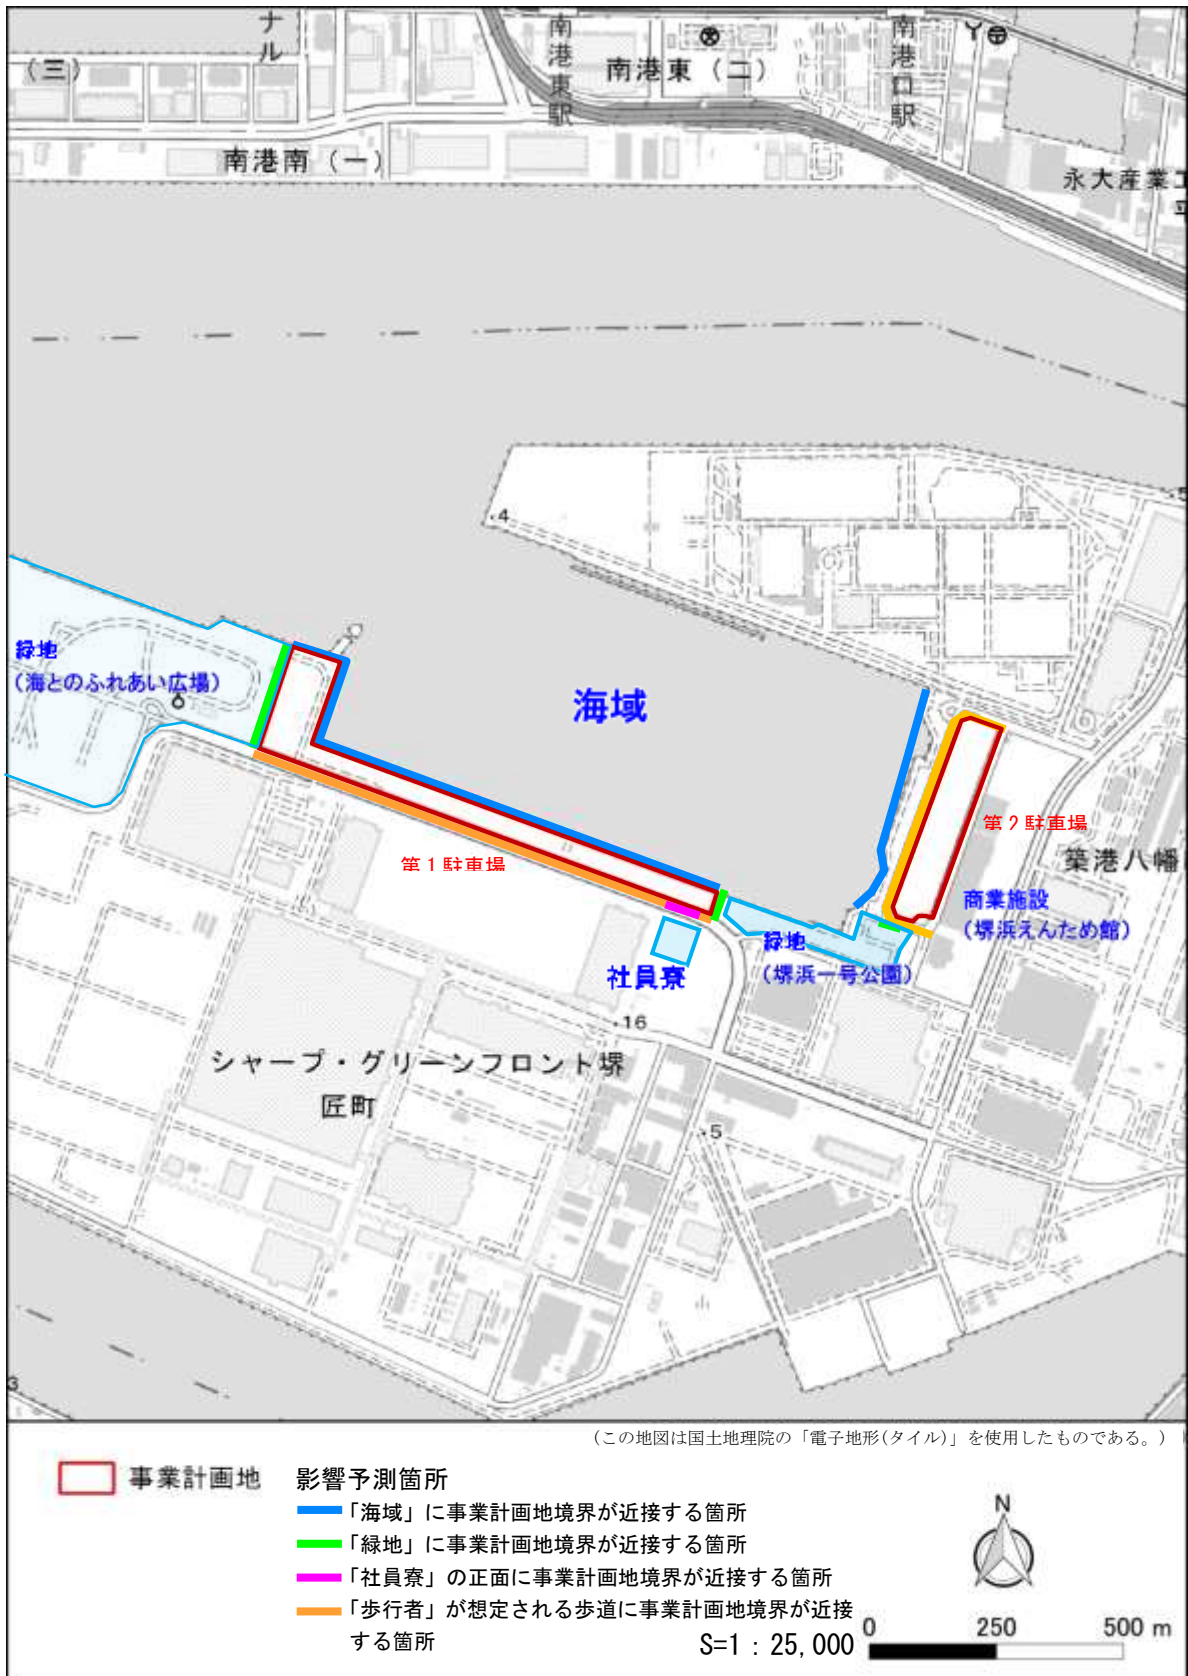 ナル
(三)
南港東駅
南港東(二)
南港口駅
南港南(一)
永大産業
4
緑地
(海とのふれあい広場)
海域
第2駐車場
第1駐車場
築港八幡
商業施設
(堺浜えんため館)
緑地
(堺浜一号公園)
社員寮
16
シャープ・グリーンフロント堺
匠町
5
3
(この地図は国土地理院の「電子地形(タイル)」を使用したものである。)
事業計画地
影響予測箇所
「海域」に事業計画地境界が近接する箇所
「緑地」に事業計画地境界が近接する箇所
「社員寮」の正面に事業計画地境界が近接する箇所
「歩行者」が想定される歩道に事業計画地境界が近接
する箇所
N
S=1：25,000
0 250 500 m